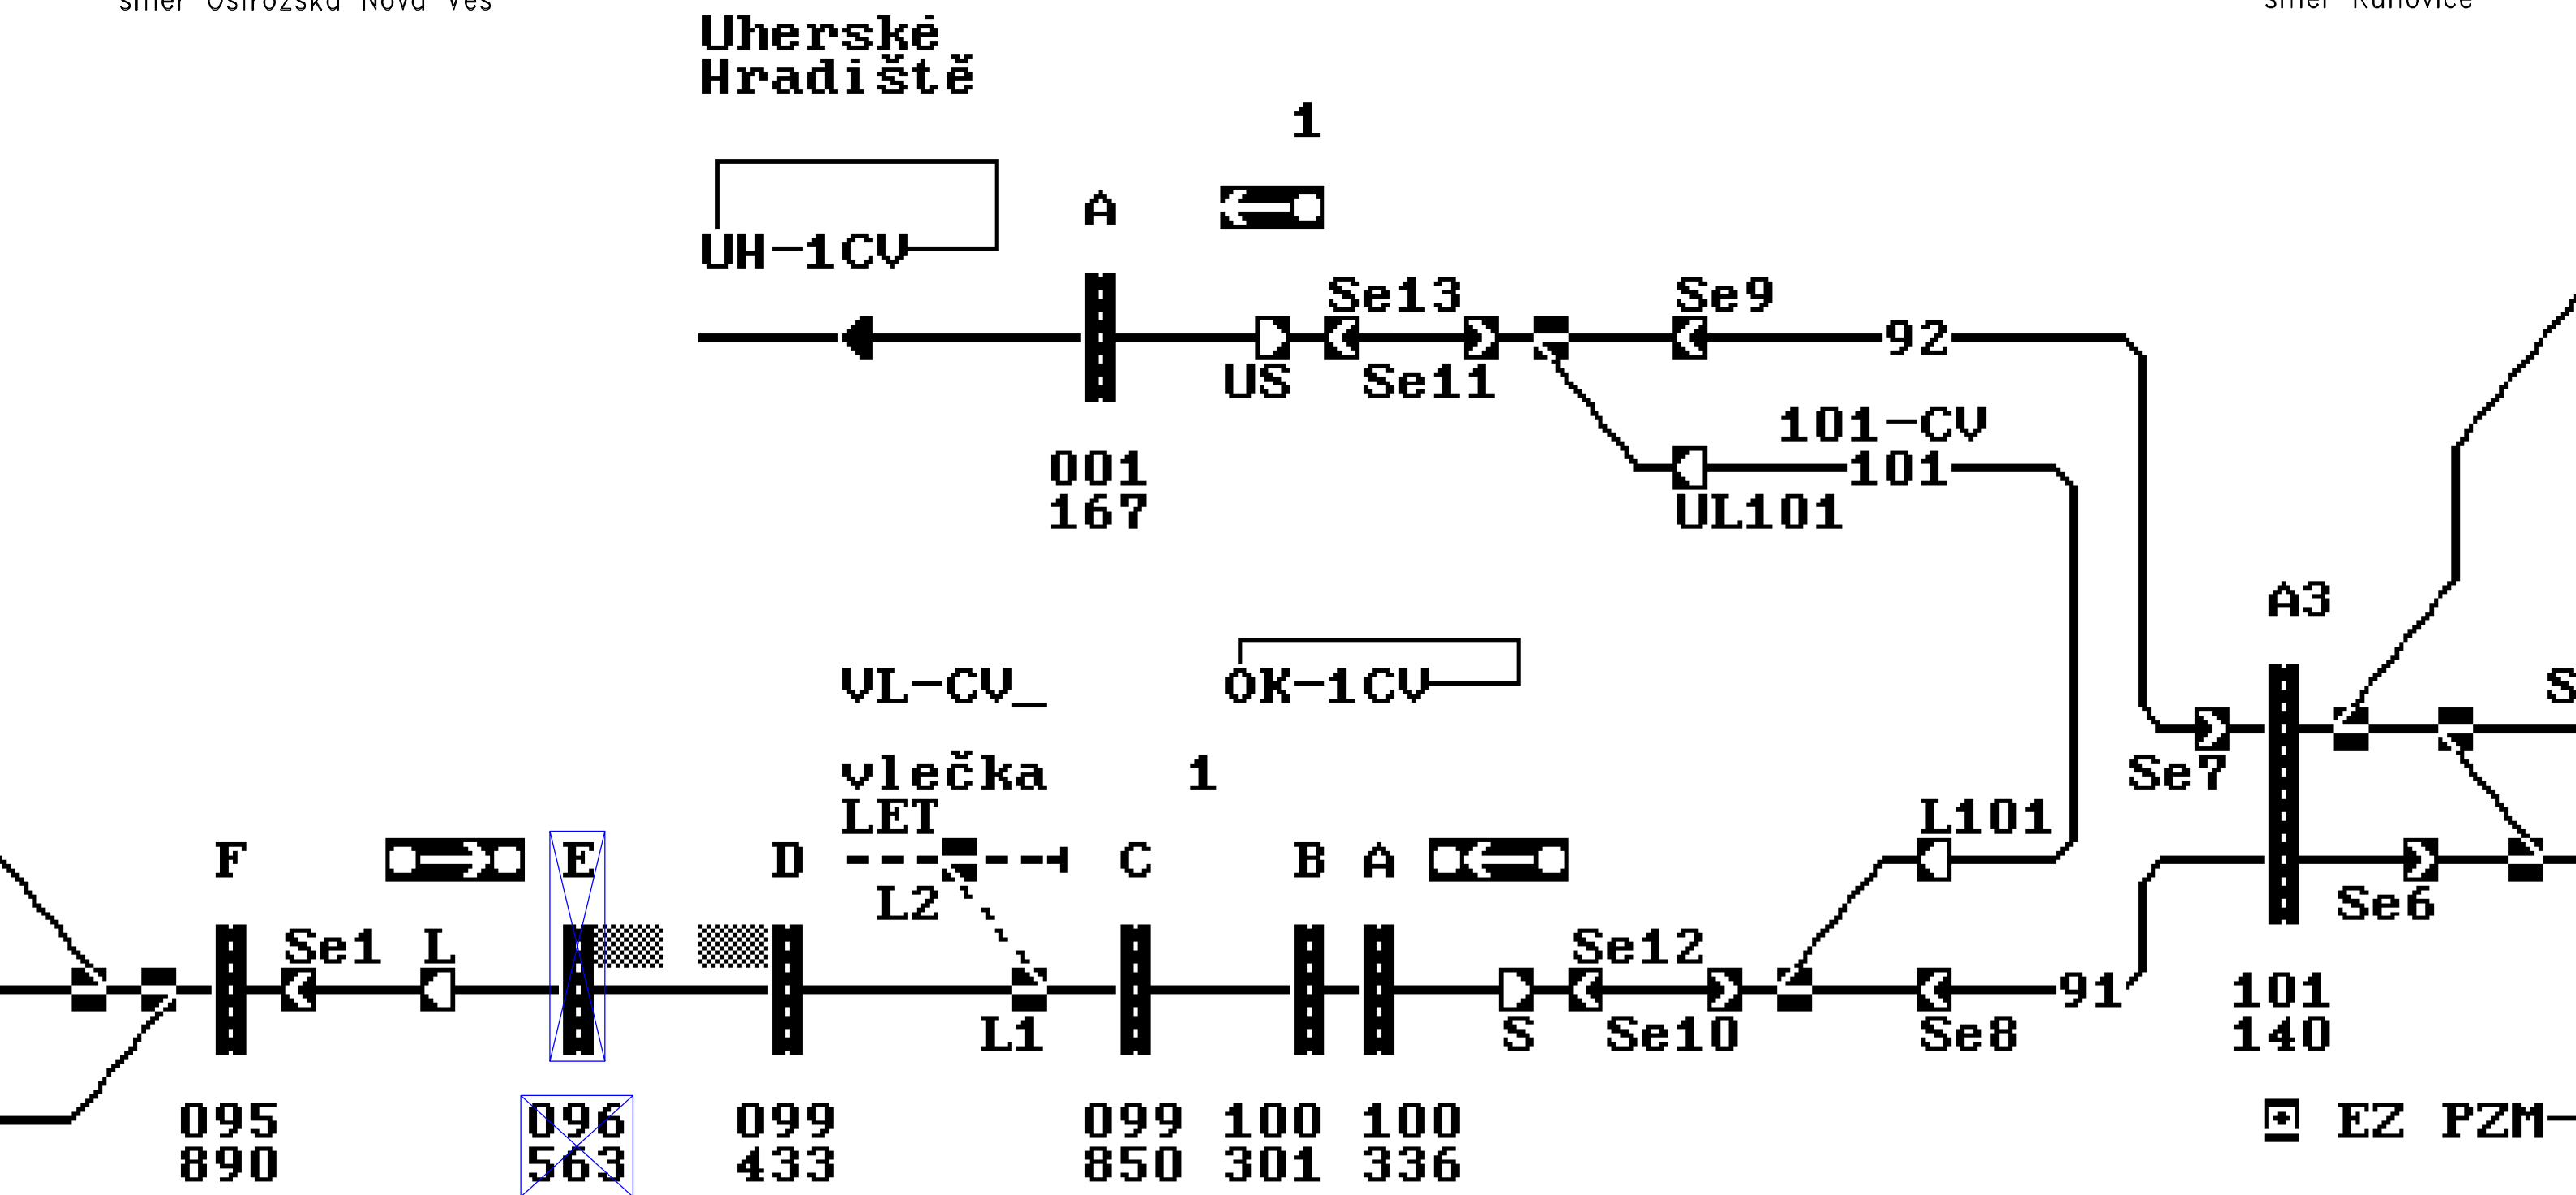 Uherské
Hradiště
1
A
UH-1CV
Se13
Se9
92
US
Se11
101-CV
001
101
167
UL101
A3
VL-CV_
OK-1CV
vlečka
1
Se7
LET
L101
F
E
D
C
B
A
L2
Se6
Se1
L
Se12
91
101
L1
S
Se10
Se8
140
095
096
099
099
100
100
EZ PZM-
890
563
433
850
301
336